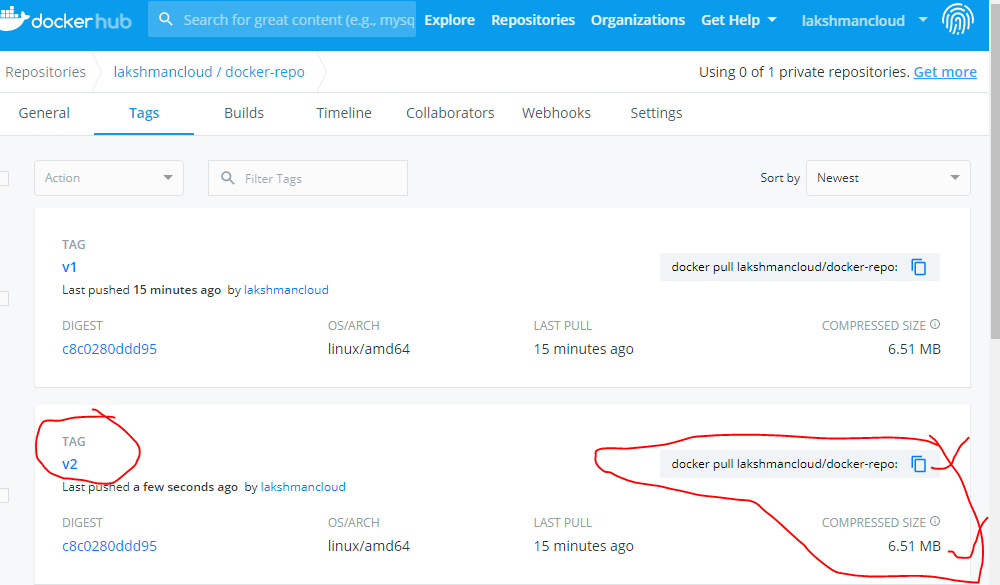 dockerhub Search for great content (e.g., mysq Explore Repositories Organizations Get Help lakshmancloud
Repositories lakshmancloud / docker-repo Using 0 of 1 private repositories. Get more
General Tags Builds Timeline Collaborators Webhooks Settings
Action Filter Tags Sort by Newest
TAG
v1 docker pull lakshmancloud/docker-repo:
Last pushed 15 minutes ago by lakshmancloud
DIGEST OS/ARCH LAST PULL COMPRESSED SIZE
c8c0280ddd95 linux/amd64 15 minutes ago 6.51 MB
TAG
v2 docker pull lakshmancloud/docker-repo:
Last pushed a few seconds ago by lakshmancloud
DIGEST OS/ARCH LAST PULL COMPRESSED SIZE
c8c0280ddd95 linux/amd64 15 minutes ago 6.51 MB